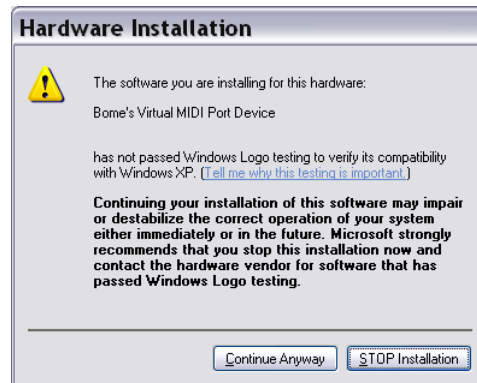 Hardware Installation
The software you are installing for this hardware:
Bome's Virtual MIDI Port Device
has not passed Windows Logo testing to verify its compatibility
with Windows XP. (Tell me why this testing is important.)
Continuing your installation of this software may impair
or destabilize the correct operation of your system
either immediately or in the future. Microsoft strongly
recommends that you stop this installation now and
contact the hardware vendor for software that has
passed Windows Logo testing.
Continue Anyway
STOP Installation